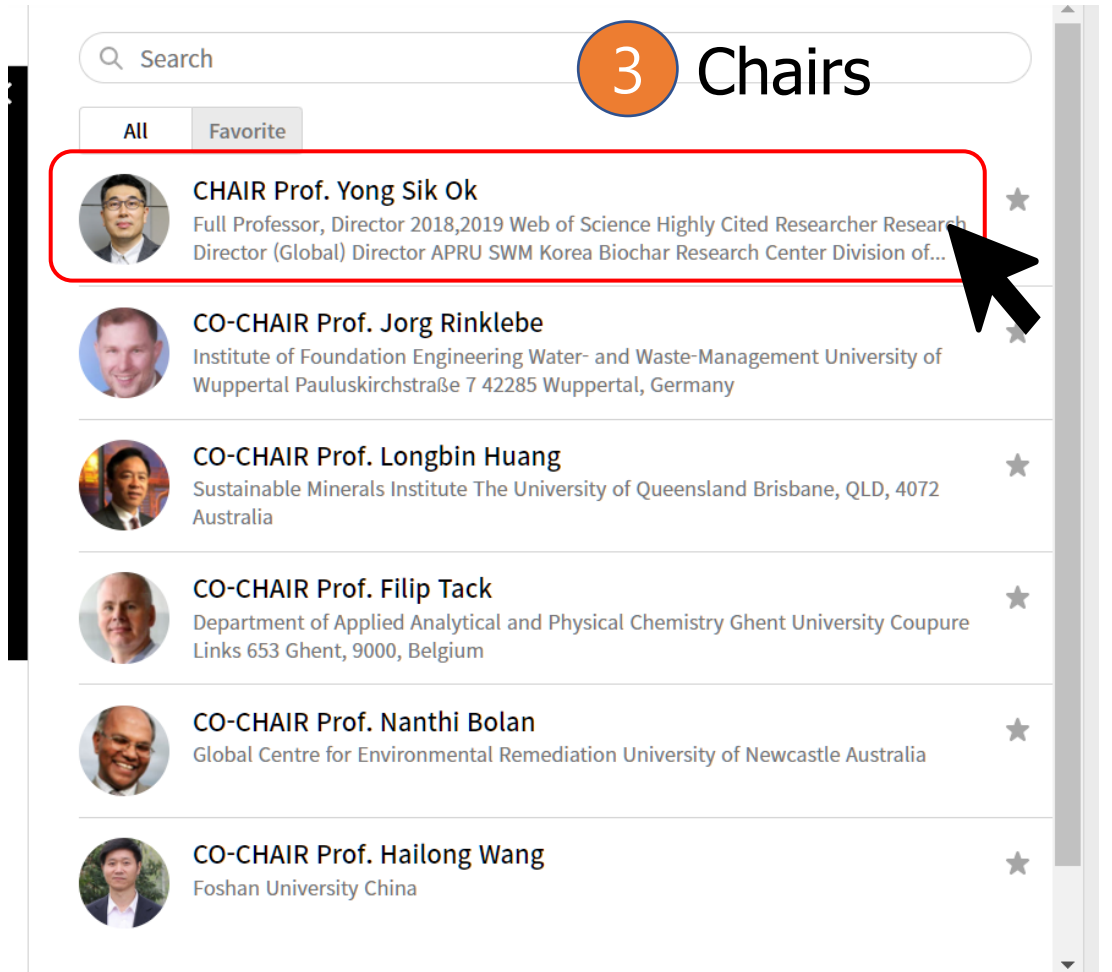 Search
3 Chairs
All Favorite
CHAIR Prof. Yong Sik Ok
Full Professor, Director 2018,2019 Web of Science Highly Cited Researcher Research
Director (Global) Director APRU SWM Korea Biochar Research Center Division of...
CO-CHAIR Prof. Jorg Rinklebe
Institute of Foundation Engineering Water- and Waste-Management University of
Wuppertal Pauluskirchstraße 7 42285 Wuppertal, Germany
CO-CHAIR Prof. Longbin Huang
Sustainable Minerals Institute The University of Queensland Brisbane, QLD, 4072
Australia
CO-CHAIR Prof. Filip Tack
Department of Applied Analytical and Physical Chemistry Ghent University Coupure
Links 653 Ghent, 9000, Belgium
CO-CHAIR Prof. Nanthi Bolan
Global Centre for Environmental Remediation University of Newcastle Australia
CO-CHAIR Prof. Hailong Wang
Foshan University China